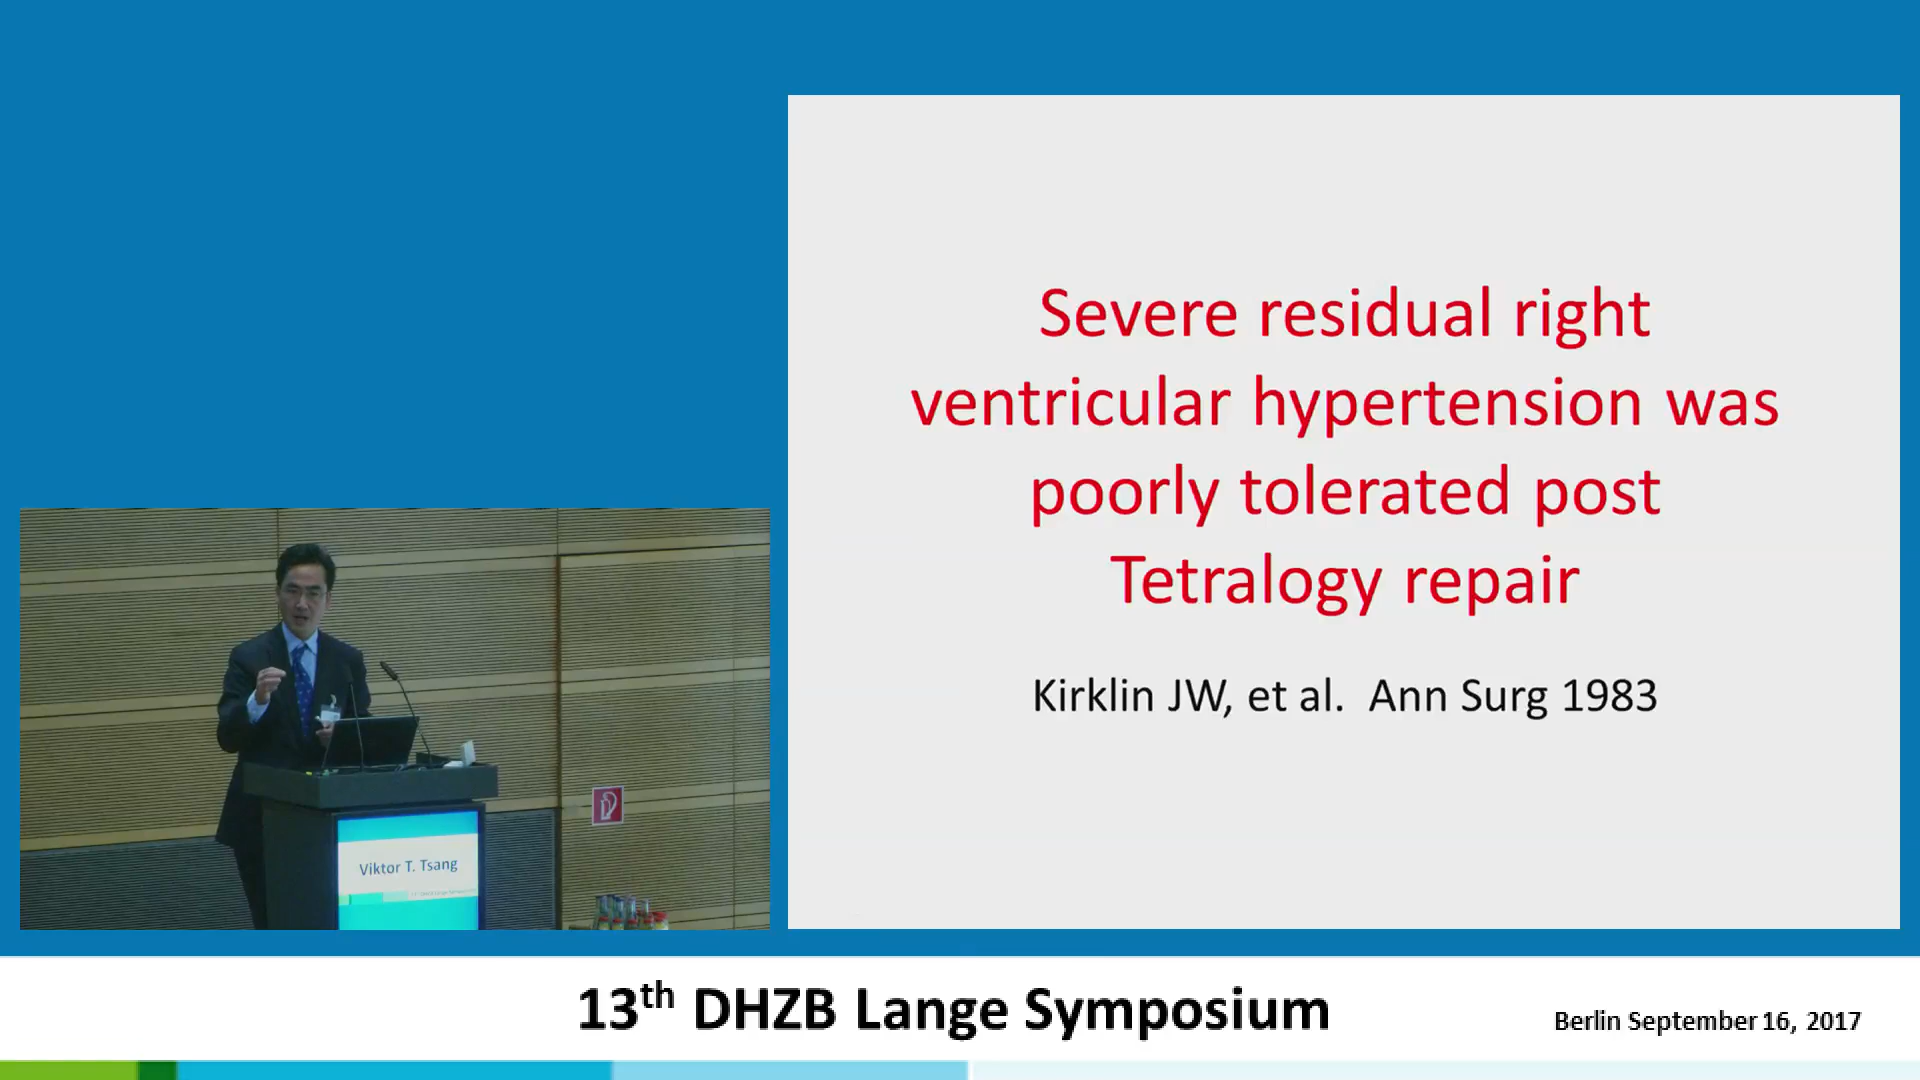 Severe residual right
ventricular hypertension was
poorly tolerated post
Tetralogy repair
Kirklin JW, et al. Ann Surg 1983
Viktor T. Tsang
13th DHZB Lange Symposium
Berlin September 16, 2017